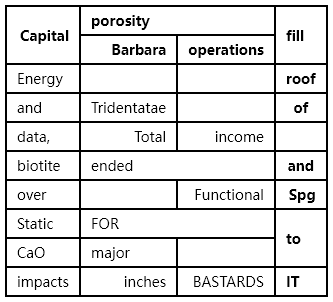 Capital porosity fill
Barbara operations
Energy roof
and Tridentatae of
data, Total income
biotite ended and
over Functional Spg
Static FOR to
CaO major
impacts inches BASTARDS IT